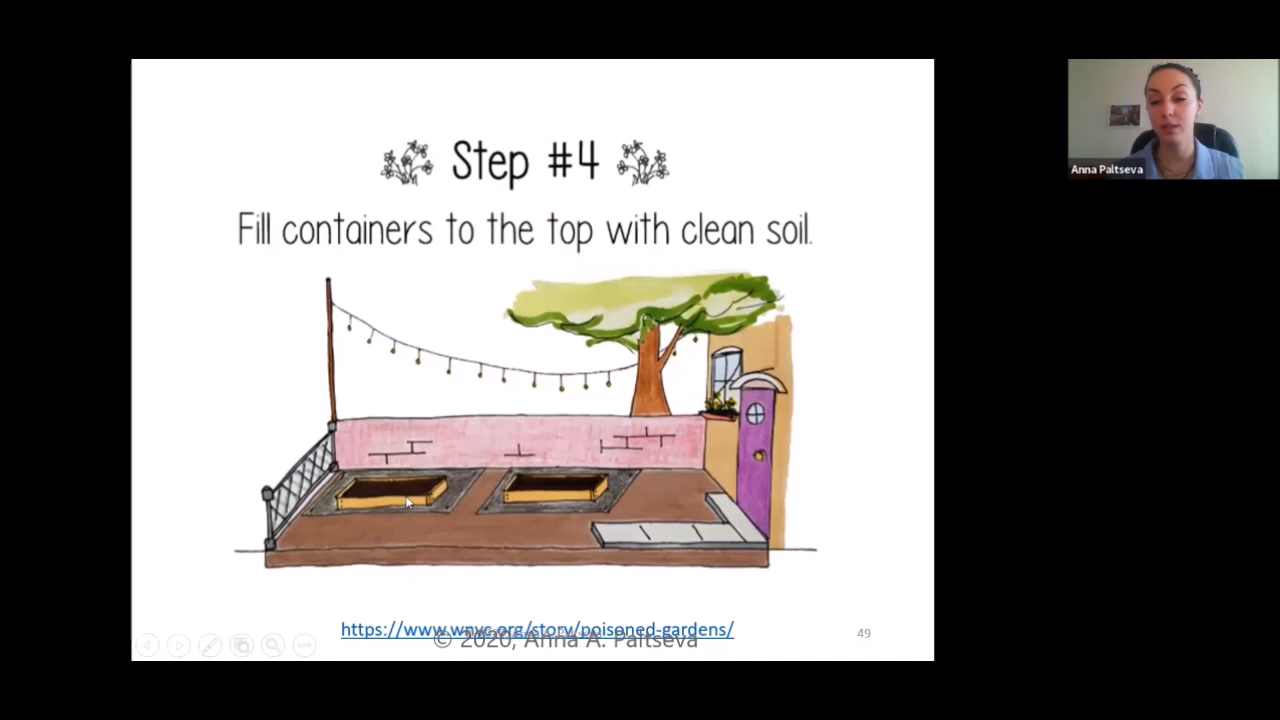 Step #4
Fill containers to the top with clean soil.
https://www.wnyc.org/story/poisoned-gardens/
© 2020, Anna A. Paltseva
49
Anna Paltseva